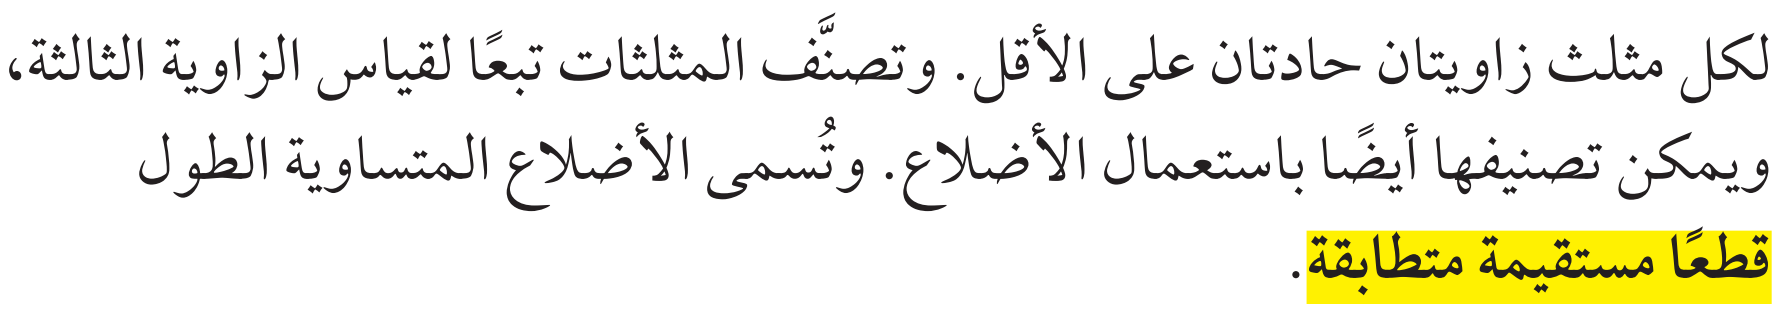 لكل مثلث زاويتان حادتان على الأقل. وتصنَّف المثلثات تبعًا لقياس الزاوية الثالثة،
ويمكن تصنيفها أيضًا باستعمال الأضلاع. وتُسمى الأضلاع المتساوية الطول
قطعًا مستقيمة متطابقة.